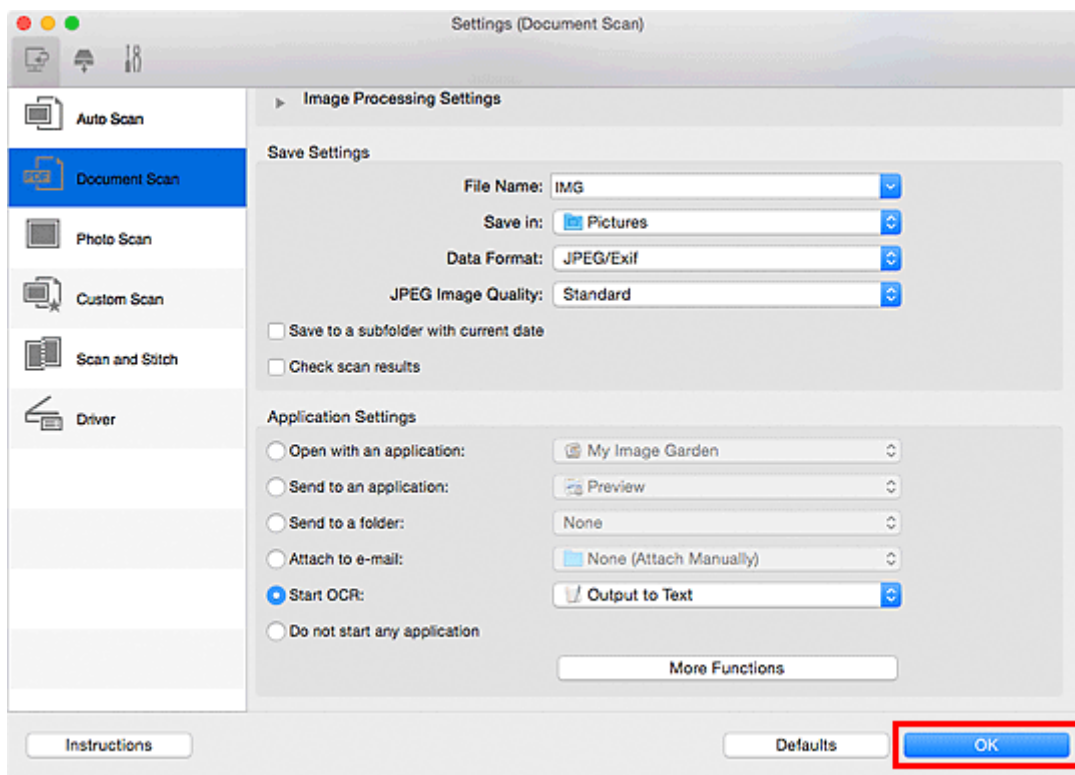 Settings (Document Scan)
Auto Scan
Document Scan
Photo Scan
Custom Scan
Scan and Stitch
Driver
Image Processing Settings
Save Settings
File Name: IMG
Save in: Pictures
Data Format: JPEG/Exif
JPEG Image Quality: Standard
Save to a subfolder with current date
Check scan results
Application Settings
Open with an application: My Image Garden
Send to an application: Preview
Send to a folder: None
Attach to e-mail: None (Attach Manually)
Start OCR: Output to Text
Do not start any application
More Functions
Instructions Defaults OK